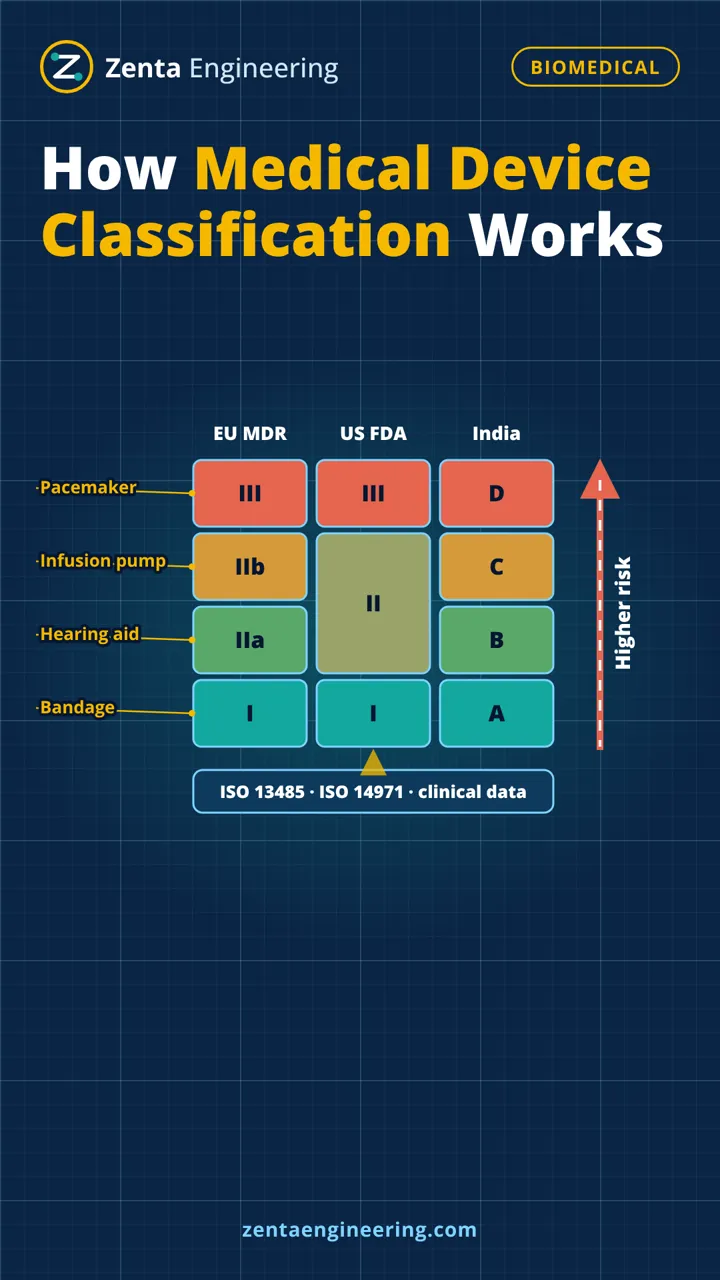 Zenta Engineering
BIOMEDICAL
How Medical Device
Classification Works
EU MDR US FDA India
Pacemaker III III D
Infusion pump IIb II C
Hearing aid IIa B
Bandage I I A
Higher risk
ISO 13485 · ISO 14971 · clinical data
zentaengineering.com